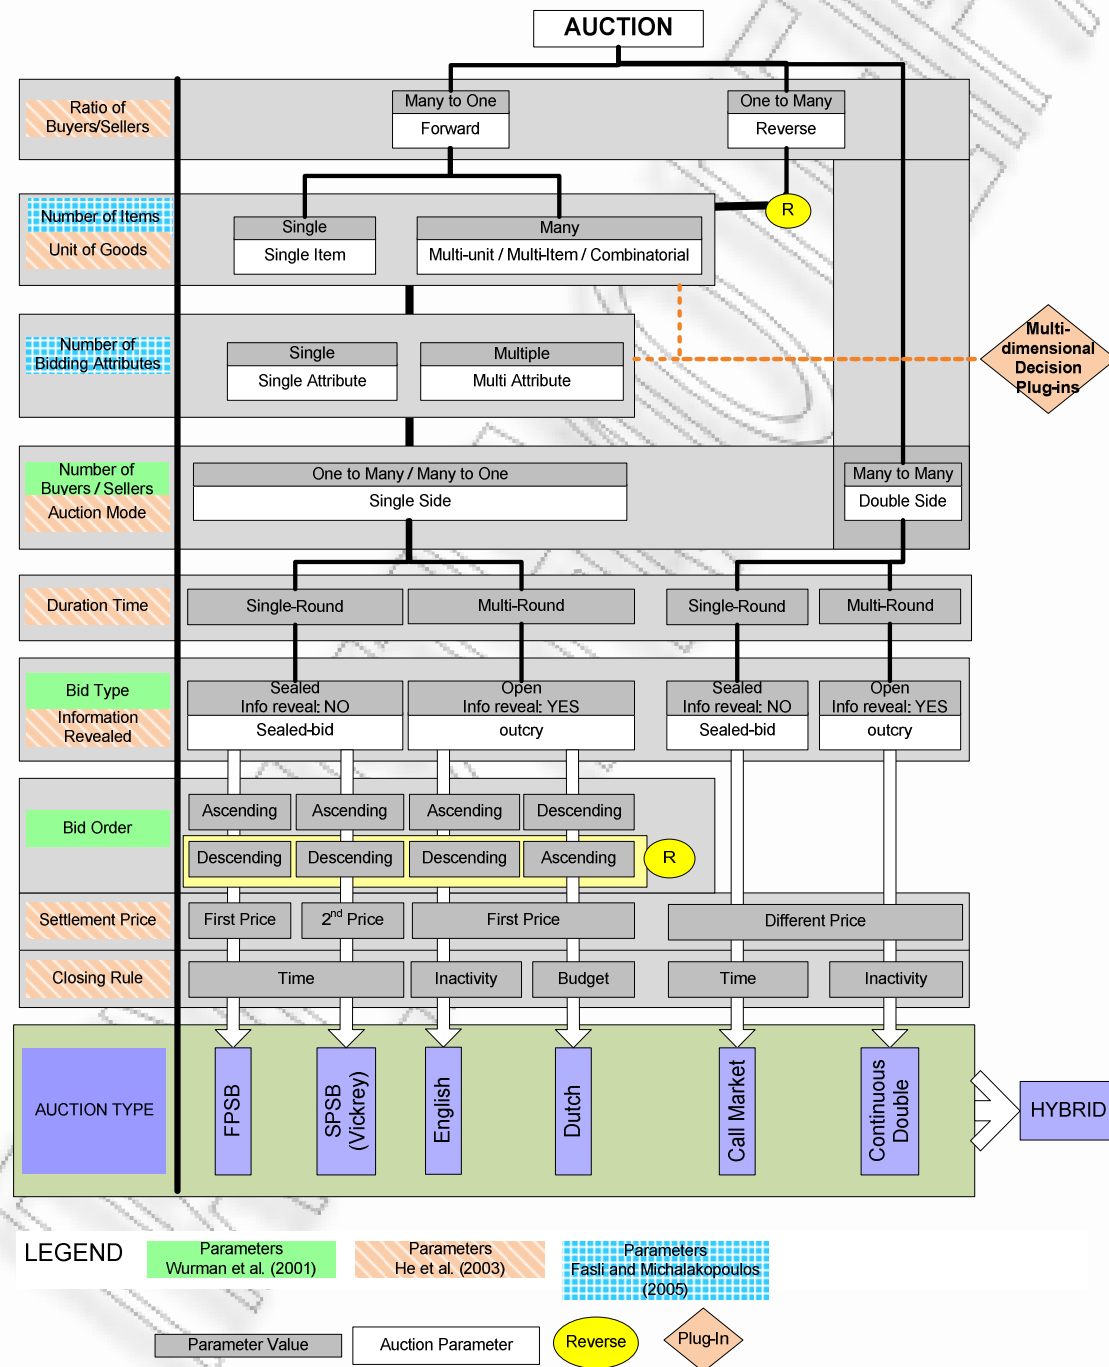 AUCTION
Ratio of
Buyers/Sellers
Many to One
Forward
One to Many
Reverse
Number of Items
Unit of Goods
Single
Single Item
Many
Multi-unit / Multi-Item / Combinatorial
R
Number of
Bidding Attributes
Single
Single Attribute
Multiple
Multi Attribute
Multi-
dimensional
Decision
Plug-ins
Number of
Buyers / Sellers
Auction Mode
One to Many / Many to One
Single Side
Many to Many
Double Side
Duration Time
Single-Round
Multi-Round
Single-Round
Multi-Round
Bid Type
Information
Revealed
Sealed
Info reveal: NO
Sealed-bid
Open
Info reveal: YES
outcry
Sealed
Info reveal: NO
Sealed-bid
Open
Info reveal: YES
outcry
Bid Order
Ascending
Ascending
Ascending
Descending
Descending
Descending
Descending
Ascending
R
Settlement Price
First Price
2nd Price
First Price
Different Price
Closing Rule
Time
Inactivity
Budget
Time
Inactivity
AUCTION TYPE
FPSB
SPSB
(Vickrey)
English
Dutch
Call Market
Continuous
Double
HYBRID
LEGEND
Parameters
Wurman et al. (2001)
Parameters
He et al. (2003)
Parameters
Fasli and Michalakopoulos
(2005)
Parameter Value
Auction Parameter
Reverse
Plug-In